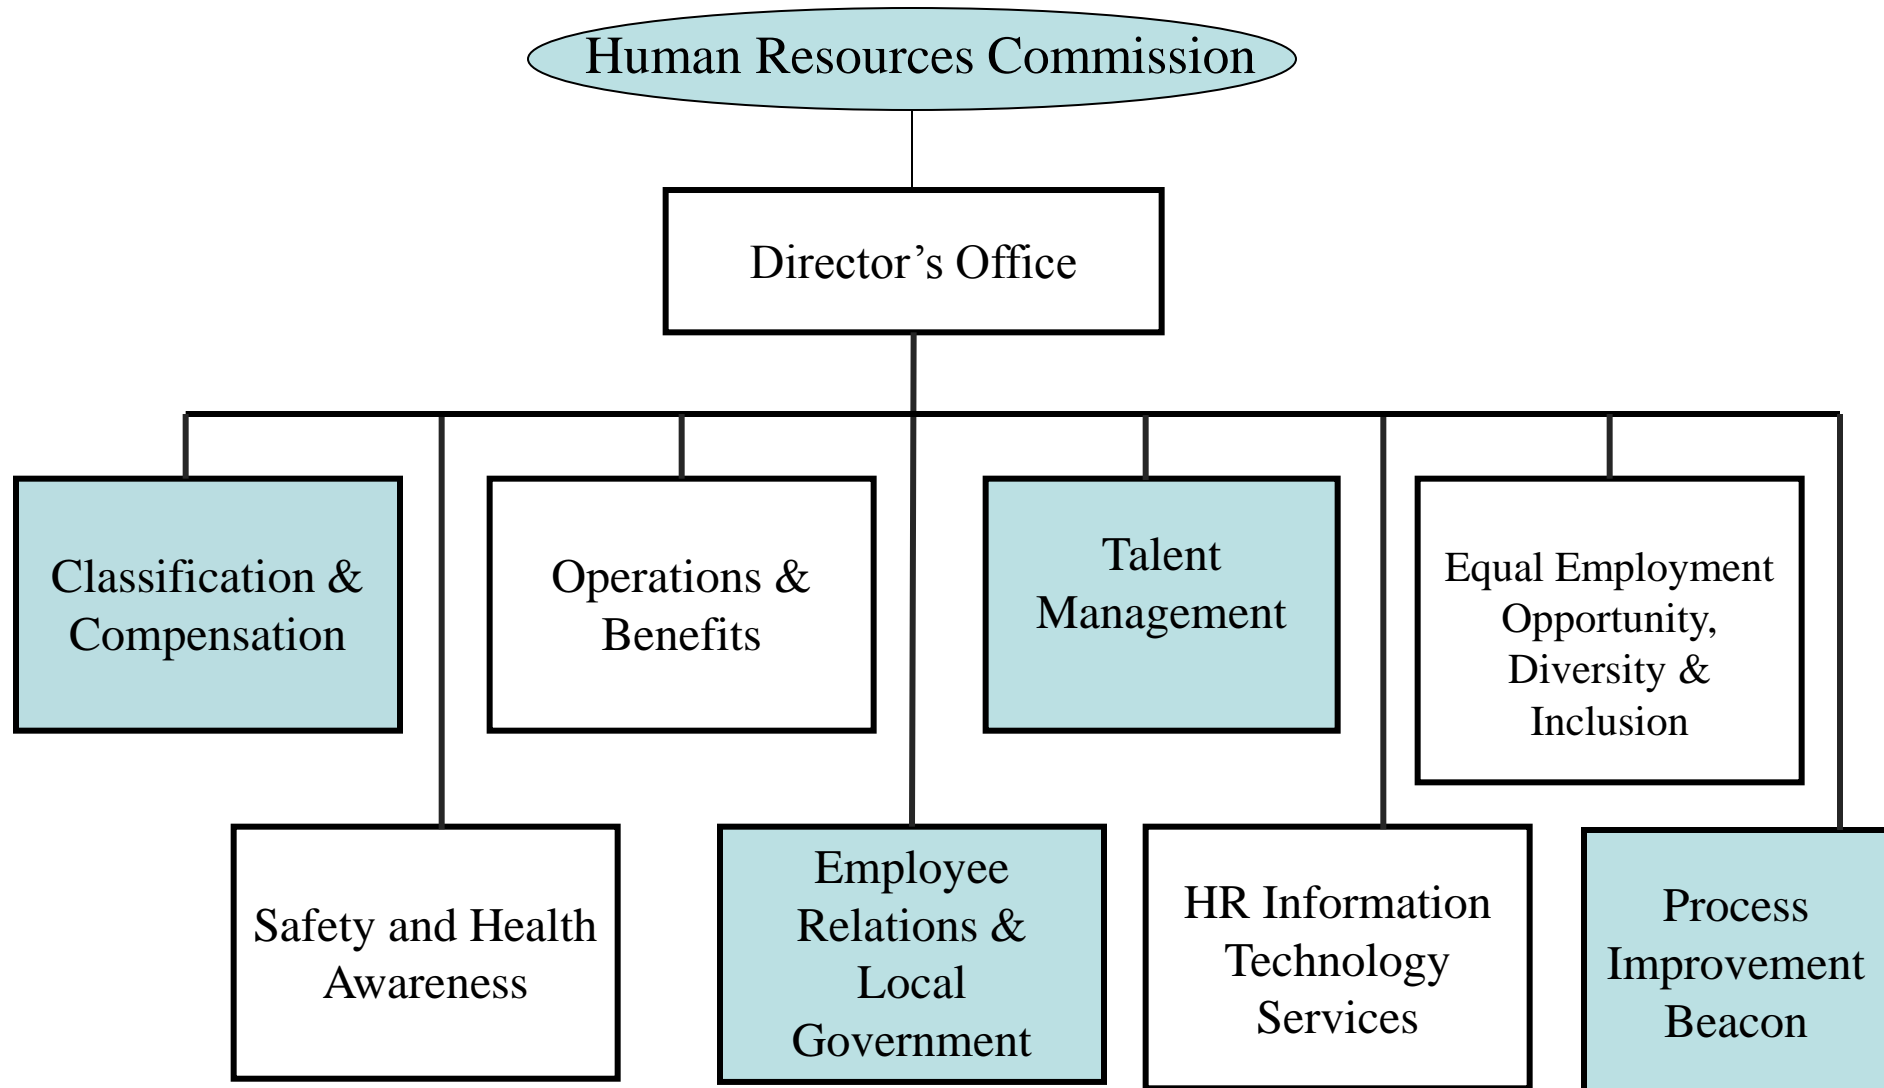 Human Resources Commission
Director’s Office
Classification &
Compensation
Operations &
Benefits
Talent
Management
Equal Employment
Opportunity,
Diversity &
Inclusion
Safety and Health
Awareness
Employee
Relations &
Local
Government
HR Information
Technology
Services
Process
Improvement
Beacon